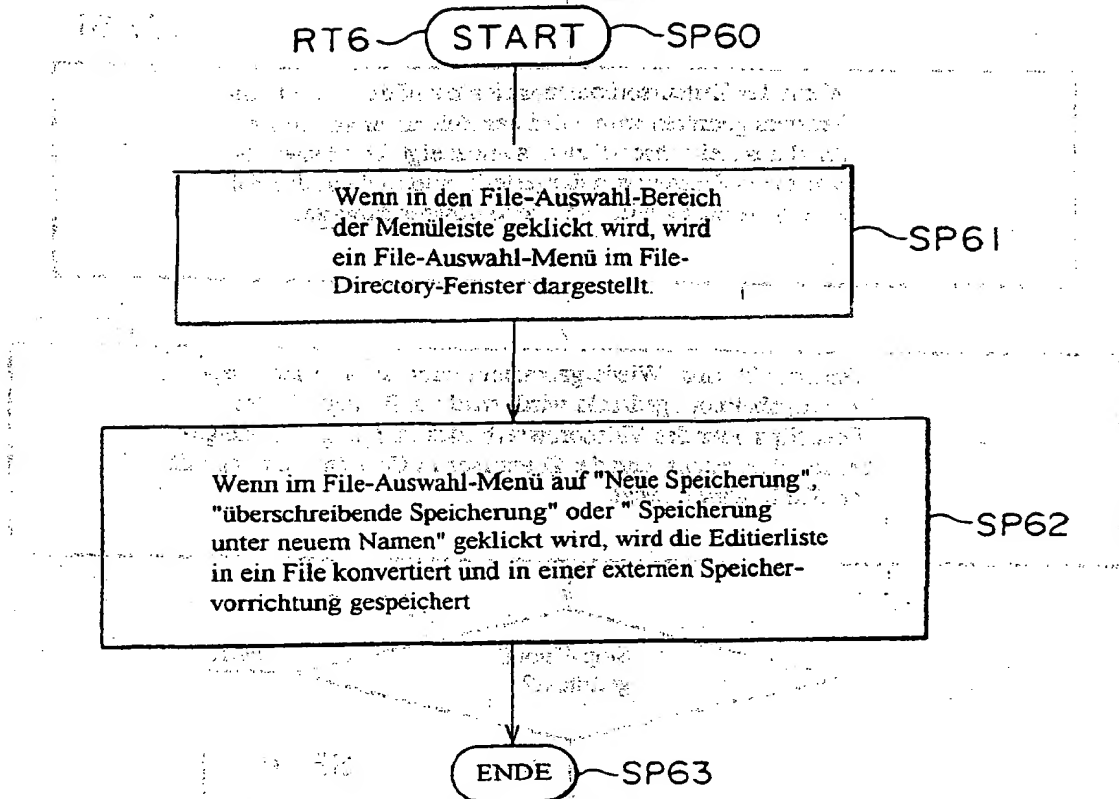 RT6 START SP60
Wenn in den File-Auswahl-Bereich
der Menüleiste geklickt wird, wird
ein File-Auswahl-Menü im File-
Directory-Fenster dargestellt.
SP61
Wenn im File-Auswahl-Menü auf "Neue Speicherung",
"überschreibende Speicherung" oder " Speicherung
unter neuem Namen" geklickt wird, wird die Editierliste
in ein File konvertiert und in einer externen Speicher-
vorrichtung gespeichert
SP62
ENDE SP63